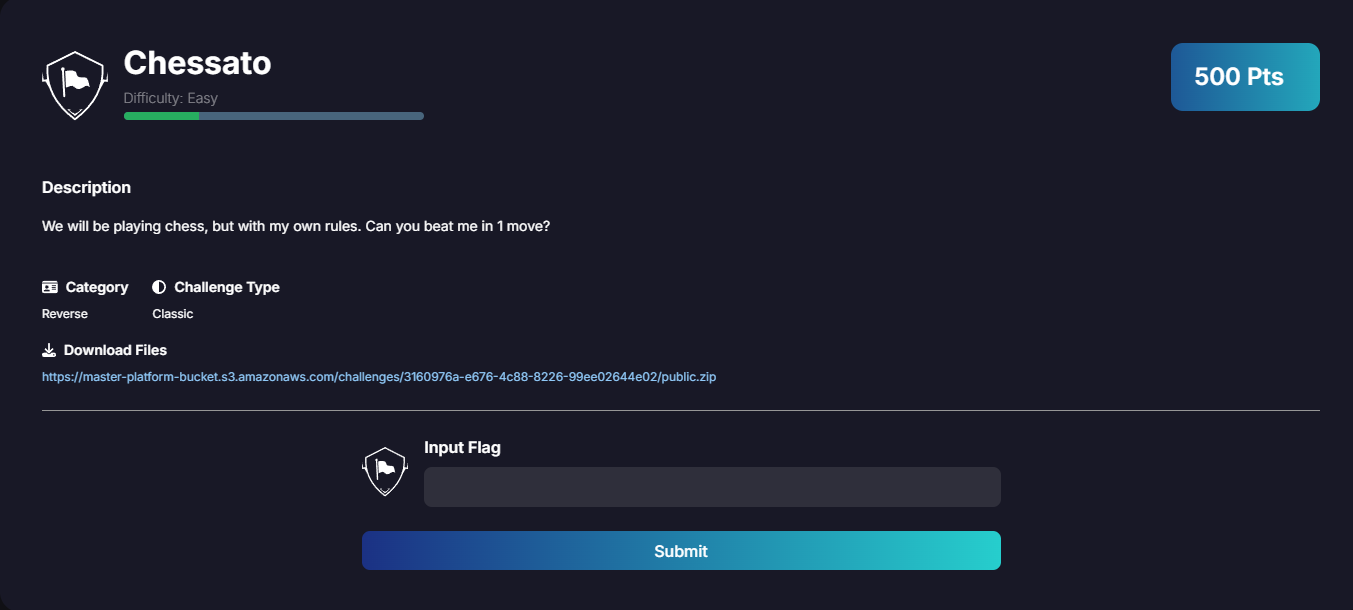 Chessato
Difficulty: Easy
500 Pts
Description
We will be playing chess, but with my own rules. Can you beat me in 1 move?
Category Challenge Type
Reverse Classic
Download Files
https://master-platform-bucket.s3.amazonaws.com/challenges/3160976a-e676-4c88-8226-99ee02644e02/public.zip
Input Flag
Submit